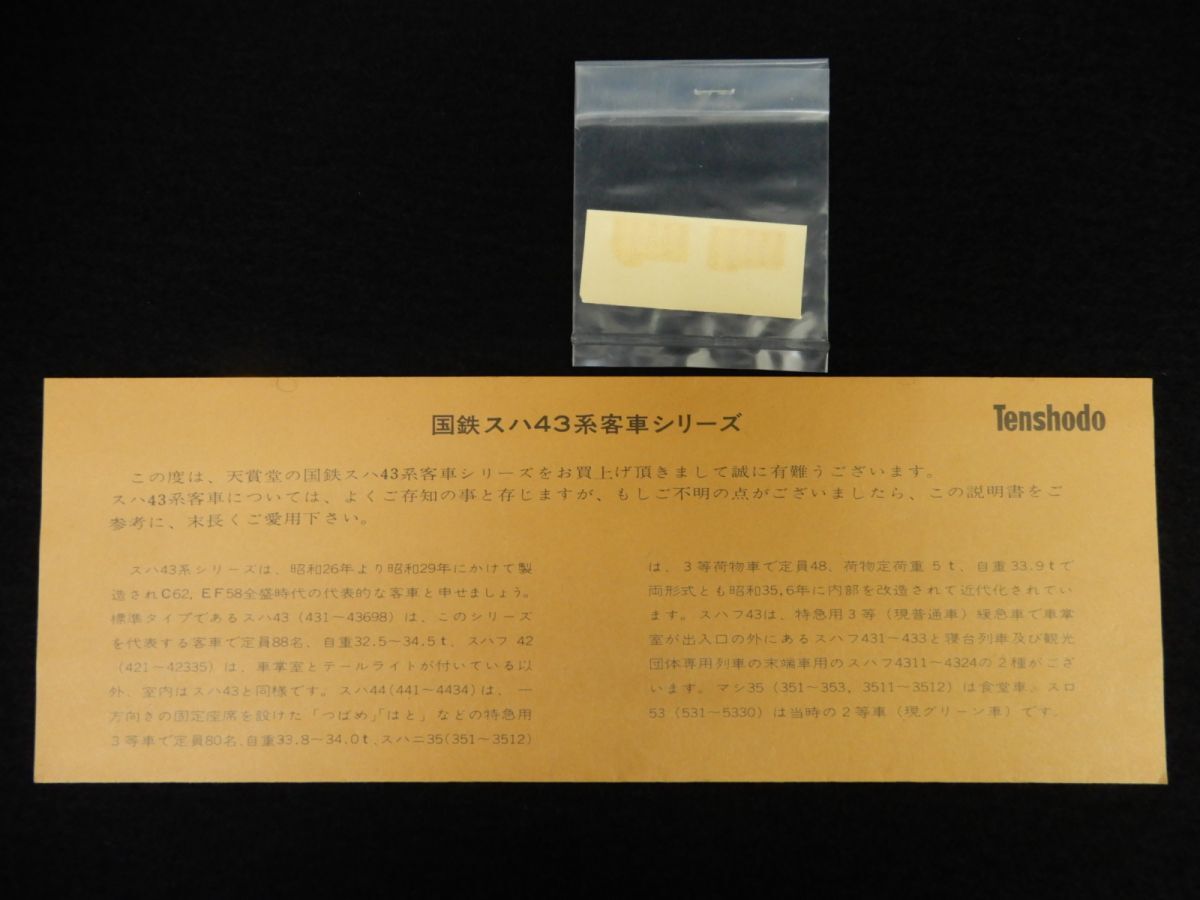 国鉄スハ43系客車シリーズ
Tenshodo
この度は、天賞堂の国鉄スハ43系客車シリーズをお買上げ頂きまして誠に有難うございます。
スハ43系客車については、よくご存知の事と存じますが、もしご不明の点がございましたら、この説明書をご
参考に、末長くご愛用下さい。
スハ43系シリーズは、昭和26年より昭和29年にかけて製
造されC62, EF58全盛時代の代表的な客車と申せましょう。
標準タイプであるスハ43（431〜43698）は、このシリーズ
を代表する客車で定員88名、自重32.5〜34.5t、スハフ 42
（421〜42335）は、車掌室とテールライトが付いている以
外、室内はスハ43と同様です。スハ44(441〜4434)は、一
方向きの固定座席を設けた「つばめ」「はと」などの特急用
3等車で定員80名、自重33.8〜34.0t、スハニ35(351〜3512)
は、3等荷物車で定員48、荷物定荷重 5t、自重33.9tで
両形式とも昭和35,6年に内部を改造されて近代化されてい
ます。スハフ43は、特急用3等（現普通車）緩急車で車掌
室が出入口の外にあるスハフ431〜433と寝台列車及び観光
団体専用列車の末端車用のスハフ4311〜4324の2種がござ
います。マシ35（351〜353, 3511〜3512）は食堂車、スロ
53（531〜5330）は当時の2等車（現グリーン車）です。